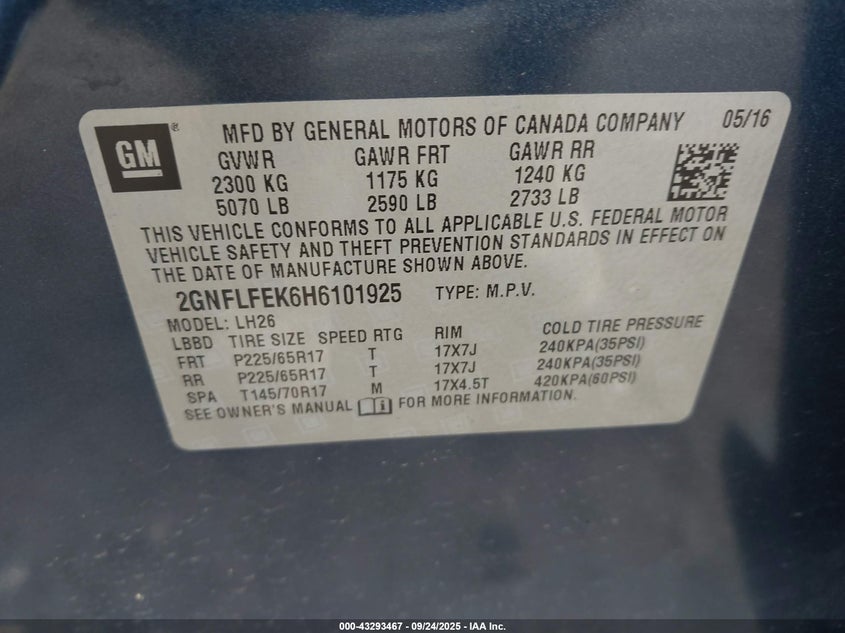 GM ® MFD BY GENERAL MOTORS OF CANADA COMPANY 05/16
GVWR GAWR FRT GAWR RR
2300 KG 1175 KG 1240 KG
5070 LB 2590 LB 2733 LB
THIS VEHICLE CONFORMS TO ALL APPLICABLE U.S. FEDERAL MOTOR
VEHICLE SAFETY AND THEFT PREVENTION STANDARDS IN EFFECT ON
THE DATE OF MANUFACTURE SHOWN ABOVE.
2GNFLFEK6H6101925 TYPE: M.P.V.
MODEL: LH26
LBBD TIRE SIZE SPEED RTG RIM COLD TIRE PRESSURE
FRT P225/65R17 T 17X7J 240KPA(35PSI)
RR P225/65R17 T 17X7J 240KPA(35PSI)
SPA T145/70R17 M 17X4.5T 420KPA(60PSI)
SEE OWNER'S MANUAL i FOR MORE INFORMATION.
000-43293467 - 09/24/2025 - IAA Inc.